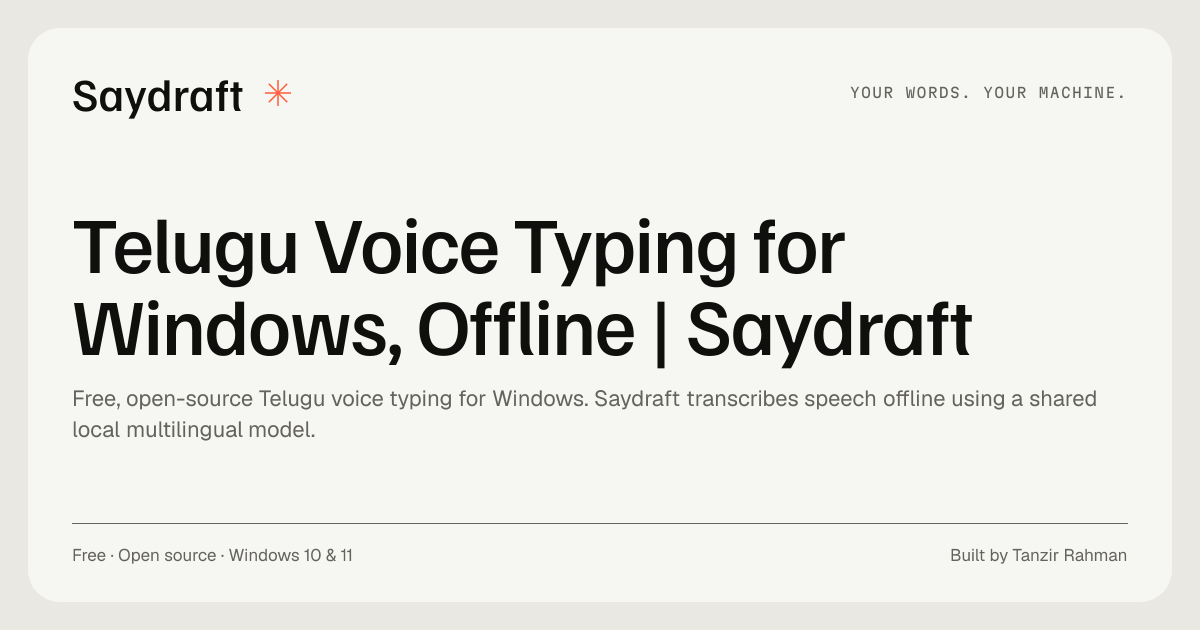 Saydraft
YOUR WORDS. YOUR MACHINE.
Telugu Voice Typing for
Windows, Offline | Saydraft
Free, open-source Telugu voice typing for Windows. Saydraft transcribes speech offline using a shared
local multilingual model.
Free · Open source · Windows 10 & 11
Built by Tanzir Rahman